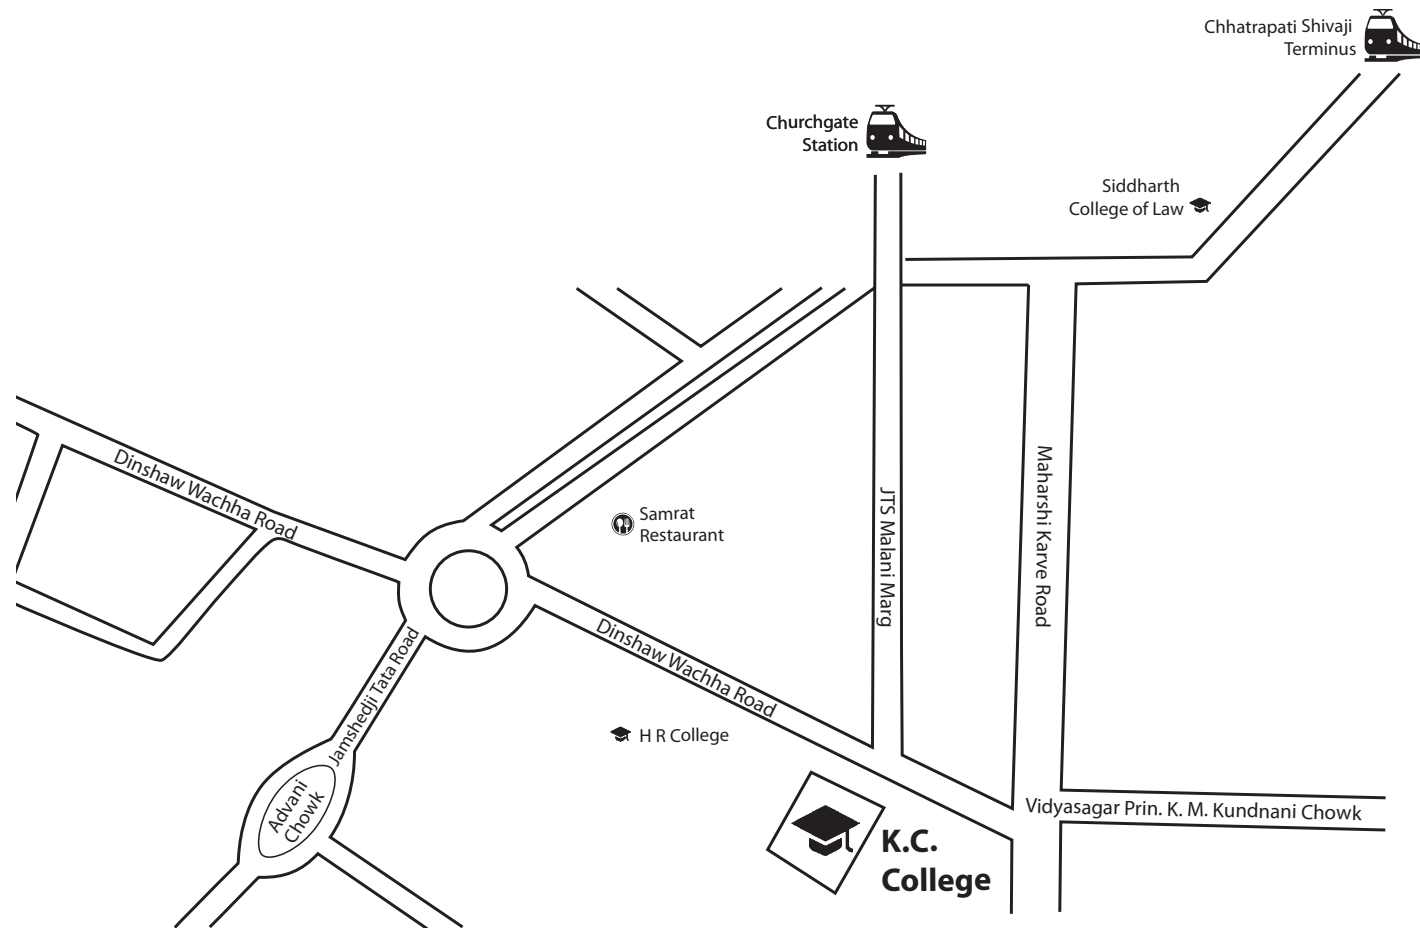 Chhatrapati Shivaji
Terminus
Churchgate
Station
Siddharth
College of Law
Dinshaw Wachha Road
Samrat
Restaurant
JTS Malani Marg
Maharshi Karve Road
Dinshaw Wachha Road
Jamshedji Tata Road
H R College
Advani
Chowk
Vidyasagar Prin. K. M. Kundnani Chowk
K.C.
College